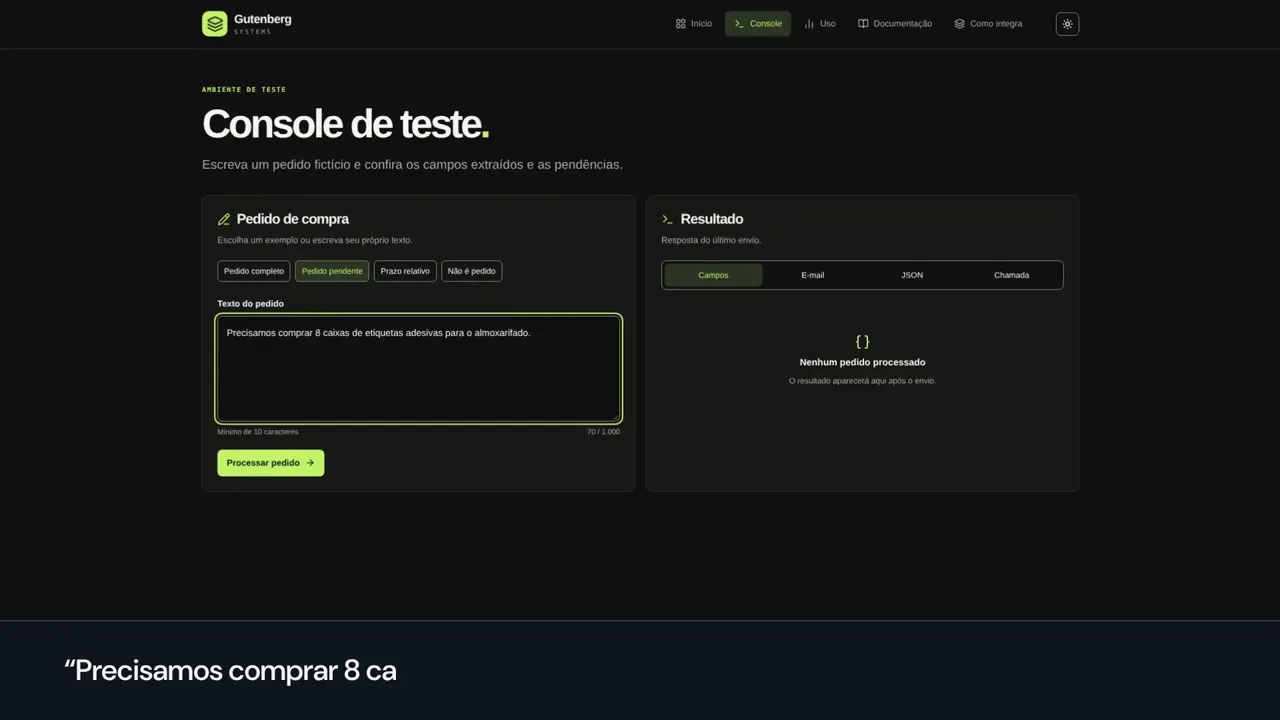 Gutenberg
SYSTEMS
Início
Console
Uso
Documentação
Como integra
AMBIENTE DE TESTE
Console de teste.
Escreva um pedido fictício e confira os campos extraídos e as pendências.
Pedido de compra
Escolha um exemplo ou escreva seu próprio texto.
Pedido completo
Pedido pendente
Prazo relativo
Não é pedido
Texto do pedido
Precisamos comprar 8 caixas de etiquetas adesivas para o almoxarifado.
Mínimo de 10 caracteres
70 / 1.000
Processar pedido
Resultado
Resposta do último envio.
Campos
E-mail
JSON
Chamada
{ }
Nenhum pedido processado
O resultado aparecerá aqui após o envio.
“Precisamos comprar 8 ca